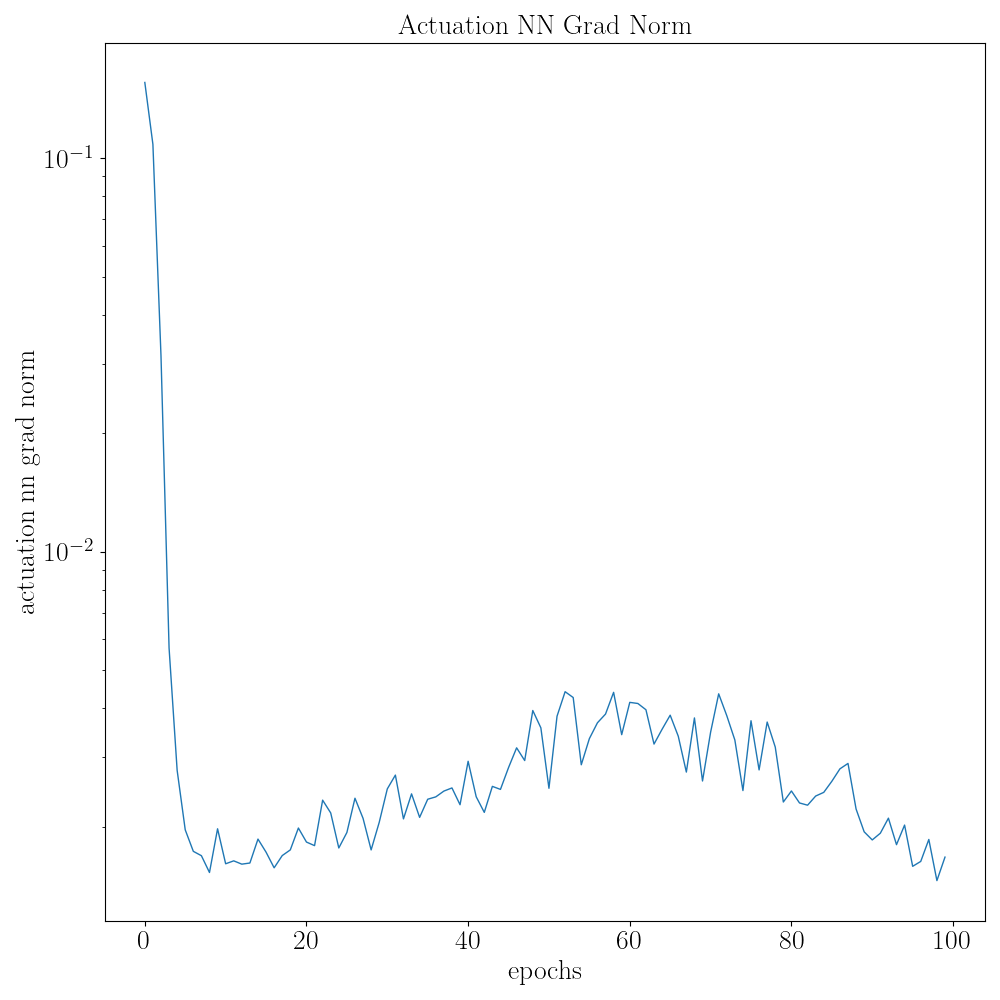 Actuation NN Grad Norm
actuation nn grad norm
10⁻¹
10⁻²
0 20 40 60 80 100
epochs